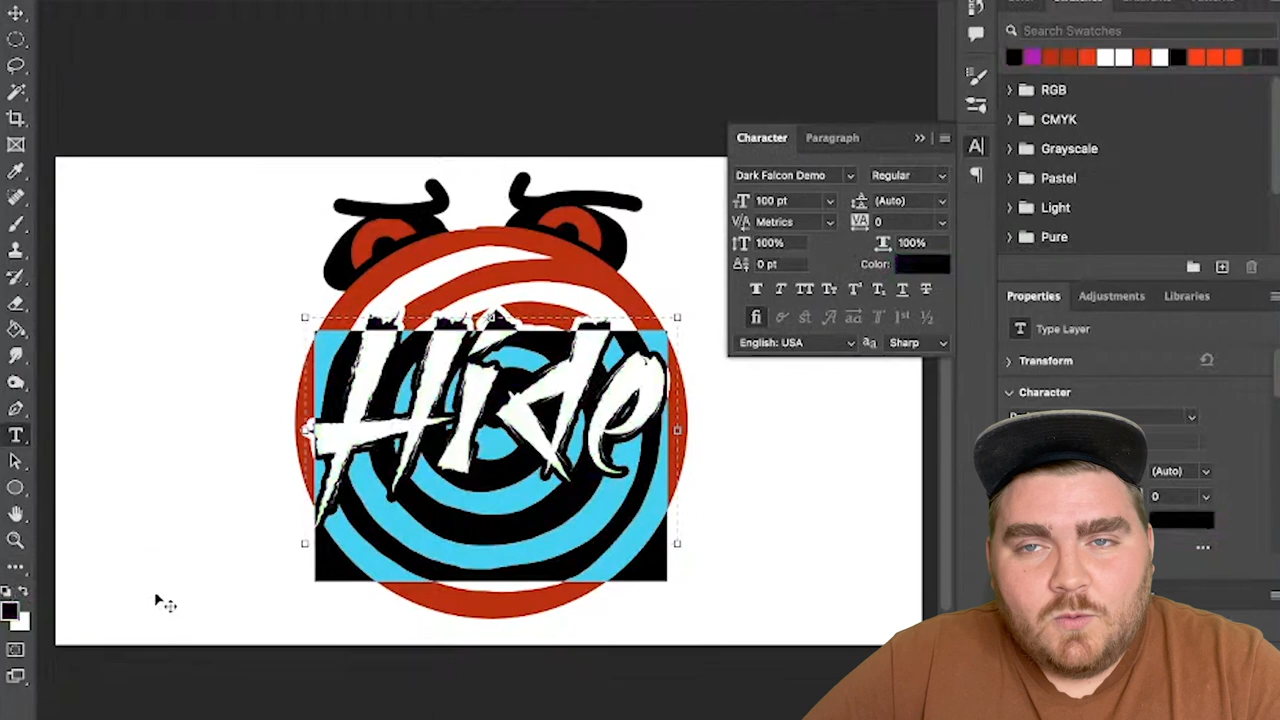 Search Swatches
RGB
CMYK
Grayscale
Pastel
Light
Pure
Character
Paragraph
Dark Falcon Demo
Regular
100 pt
(Auto)
Metrics
0
100%
100%
0 pt
Color:
English: USA
Sharp
Hide
Properties
Adjustments
Libraries
Type Layer
Transform
Character
(Auto)
0